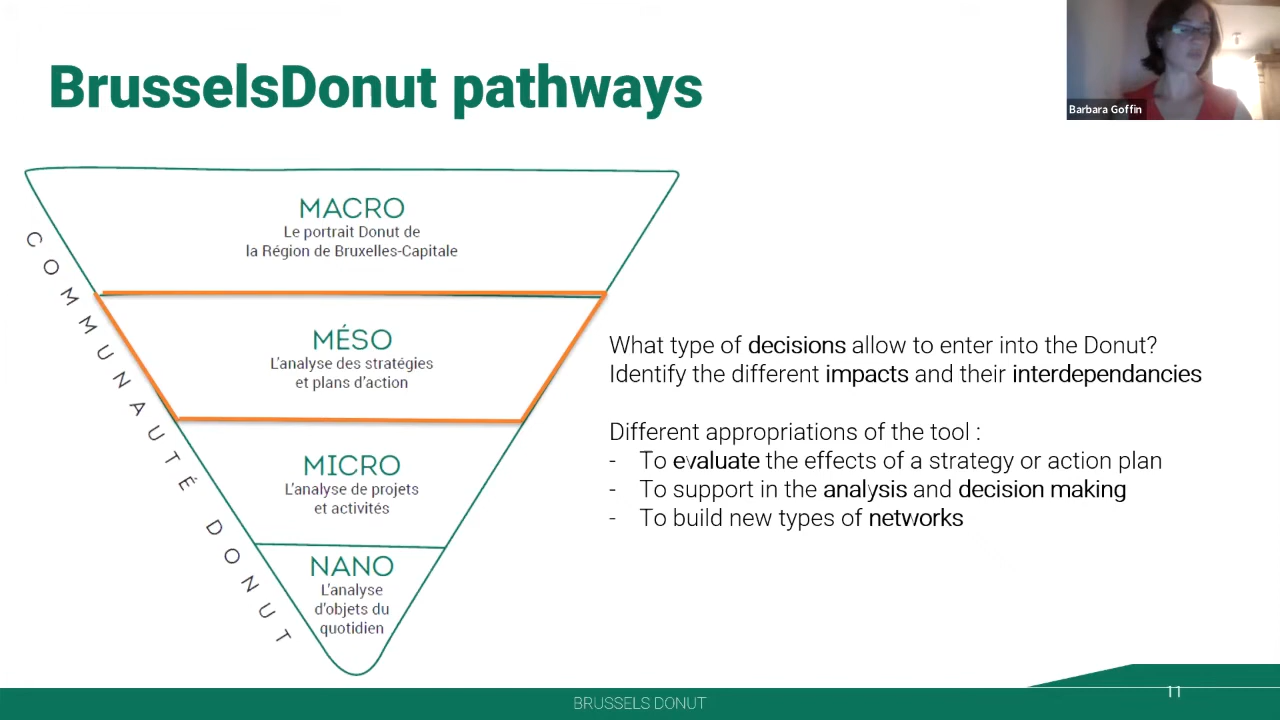 BrusselsDonut pathways
Barbara Goffin
COMMUNAUTÉ DONUT
MACRO
Le portrait Donut de
la Région de Bruxelles-Capitale
MÉSO
L'analyse des stratégies
et plans d'action
MICRO
L'analyse de projets
et activités
NANO
L'analyse
d'objets du
quotidien
What type of decisions allow to enter into the Donut?
Identify the different impacts and their interdependancies
Different appropriations of the tool :
- To evaluate the effects of a strategy or action plan
- To support in the analysis and decision making
- To build new types of networks
BRUSSELS DONUT
11